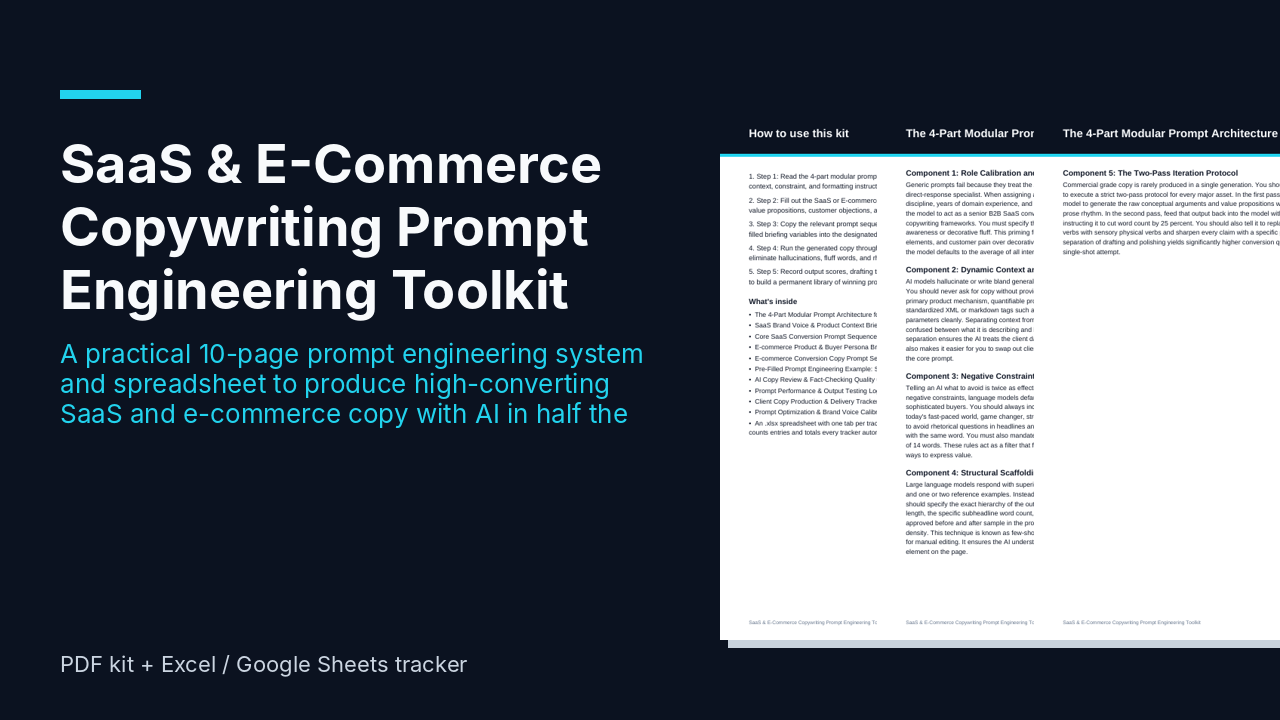 SaaS & E-Commerce
Copywriting Prompt
Engineering Toolkit
A practical 10-page prompt engineering system
and spreadsheet to produce high-converting
SaaS and e-commerce copy with AI in half the
PDF kit + Excel / Google Sheets tracker
How to use this kit
1. Step 1: Read the 4-part modular promp
context, constraint, and formatting instruct
2. Step 2: Fill out the SaaS or E-commerc
value propositions, customer objections, a
3. Step 3: Copy the relevant prompt seque
filled briefing variables into the designated
4. Step 4: Run the generated copy through
eliminate hallucinations, fluff words, and
5. Step 5: Record output scores, drafting t
to build a permanent library of winning pro
What's inside
• The 4-Part Modular Prompt Architecture
• SaaS Brand Voice & Product Context Brie
• Core SaaS Conversion Prompt Sequence
• E-commerce Product & Buyer Persona Br
• E-commerce Conversion Copy Prompt Se
• Pre-Filled Prompt Engineering Example:
• AI Copy Review & Fact-Checking Quality
• Prompt Performance & Output Testing Lo
• Client Copy Production & Delivery Tracke
• Prompt Optimization & Brand Voice Calib
• An .xlsx spreadsheet with one tab per trac
counts entries and totals every tracker autor
SaaS & E-Commerce Copywriting Prompt Engineering
The 4-Part Modular Pror
Component 1: Role Calibration an
Generic prompts fail because they treat the
direct-response specialist. When assigning
discipline, years of domain experience, and
the model to act as a senior B2B SaaS conv
copywriting frameworks. You must specify th
awareness or decorative fluff. This priming f
elements, and customer pain over decorativ
the model defaults to the average of all inter
Component 2: Dynamic Context ar
AI models hallucinate or write bland general
You should never ask for copy without provi
primary product mechanism, quantifiable pro
standardized XML or markdown tags such a
parameters cleanly. Separating context from
confused between what it is describing and
separation ensures the AI treats the client da
also makes it easier for you to swap out clie
the core prompt.
Component 3: Negative Constraint
Telling an AI what to avoid is twice as effect
negative constraints, language models defa
sophisticated buyers. You should always inc
today's fast-paced world, game changer, str
to avoid rhetorical questions in headlines an
with the same word. You must also mandate
of 14 words. These rules act as a filter that f
ways to express value.
Component 4: Structural Scaffoldi
Large language models respond with superi
and one or two reference examples. Instead
should specify the exact hierarchy of the out
length, the specific subheadline word count,
approved before and after sample in the pro
density. This technique is known as few-sho
for manual editing. It ensures the AI underst
element on the page.
SaaS & E-Commerce Copywriting Prompt Engineering
The 4-Part Modular Prompt Architecture
Component 5: The Two-Pass Iteration Protocol
Commercial grade copy is rarely produced in a single generation. You shou
to execute a strict two-pass protocol for every major asset. In the first pass
model to generate the raw conceptual arguments and value propositions w
prose rhythm. In the second pass, feed that output back into the model with
instructing it to cut word count by 25 percent. You should also tell it to repla
verbs with sensory physical verbs and sharpen every claim with a specific
separation of drafting and polishing yields significantly higher conversion q
single-shot attempt.
SaaS & E-Commerce Copywriting Prompt Engineering Toolkit